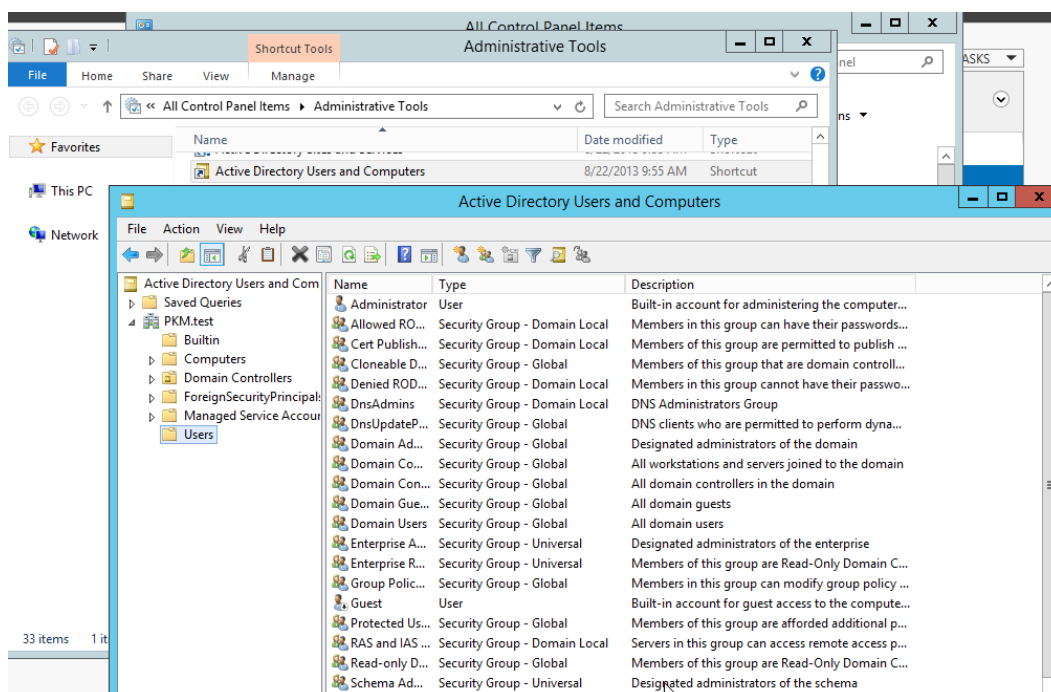 All Control Panel Items
Shortcut Tools
Administrative Tools
File Home Share View Manage
« All Control Panel Items Administrative Tools
Search Administrative Tools
nel
ASKS
ns
Favorites
This PC
Network
Name Date modified Type
Active Directory Sites and Services
Active Directory Users and Computers 8/22/2013 9:55 AM Shortcut
Active Directory Users and Computers
File Action View Help
Active Directory Users and Com
Saved Queries
PKM.test
Builtin
Computers
Domain Controllers
ForeignSecurityPrincipal
Managed Service Accour
Users
Name Type Description
Administrator User Built-in account for administering the computer...
Allowed RO... Security Group - Domain Local Members in this group can have their passwords...
Cert Publish... Security Group - Domain Local Members of this group are permitted to publish ...
Cloneable D... Security Group - Global Members of this group that are domain controll...
Denied ROD... Security Group - Domain Local Members in this group cannot have their passwo...
DnsAdmins Security Group - Domain Local DNS Administrators Group
DnsUpdateP... Security Group - Global DNS clients who are permitted to perform dyna...
Domain Ad... Security Group - Global Designated administrators of the domain
Domain Co... Security Group - Global All workstations and servers joined to the domain
Domain Con... Security Group - Global All domain controllers in the domain
Domain Gue... Security Group - Global All domain guests
Domain Users Security Group - Global All domain users
Enterprise A... Security Group - Universal Designated administrators of the enterprise
Enterprise R... Security Group - Universal Members of this group are Read-Only Domain C...
Group Polic... Security Group - Global Members in this group can modify group policy ...
Guest User Built-in account for guest access to the compute...
Protected Us... Security Group - Global Members of this group are afforded additional p...
RAS and IAS ... Security Group - Domain Local Servers in this group can access remote access p...
Read-only D... Security Group - Global Members of this group are Read-Only Domain C...
Schema Ad... Security Group - Universal Designated administrators of the schema
33 items 1 it